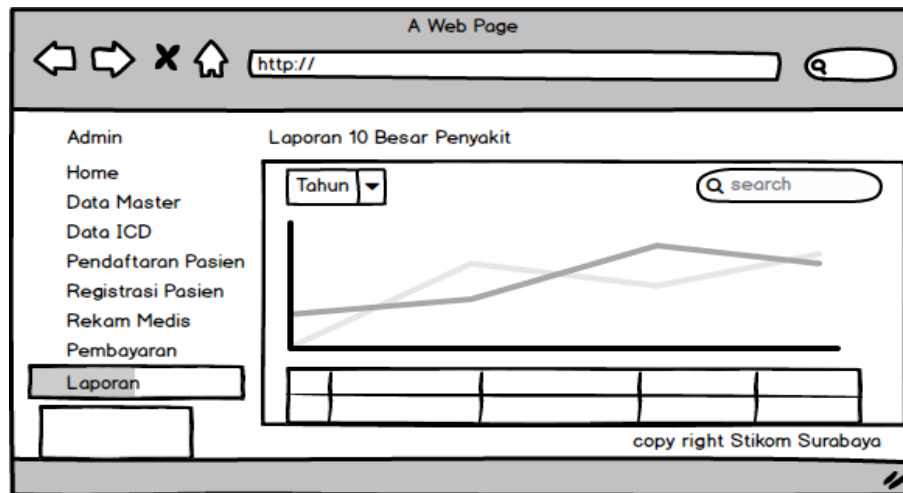 A Web Page
http://
Admin
Laporan 10 Besar Penyakit
Home
Data Master
Data ICD
Pendaftaran Pasien
Registrasi Pasien
Rekam Medis
Pembayaran
Laporan
Tahun
search
copy right Stikom Surabaya